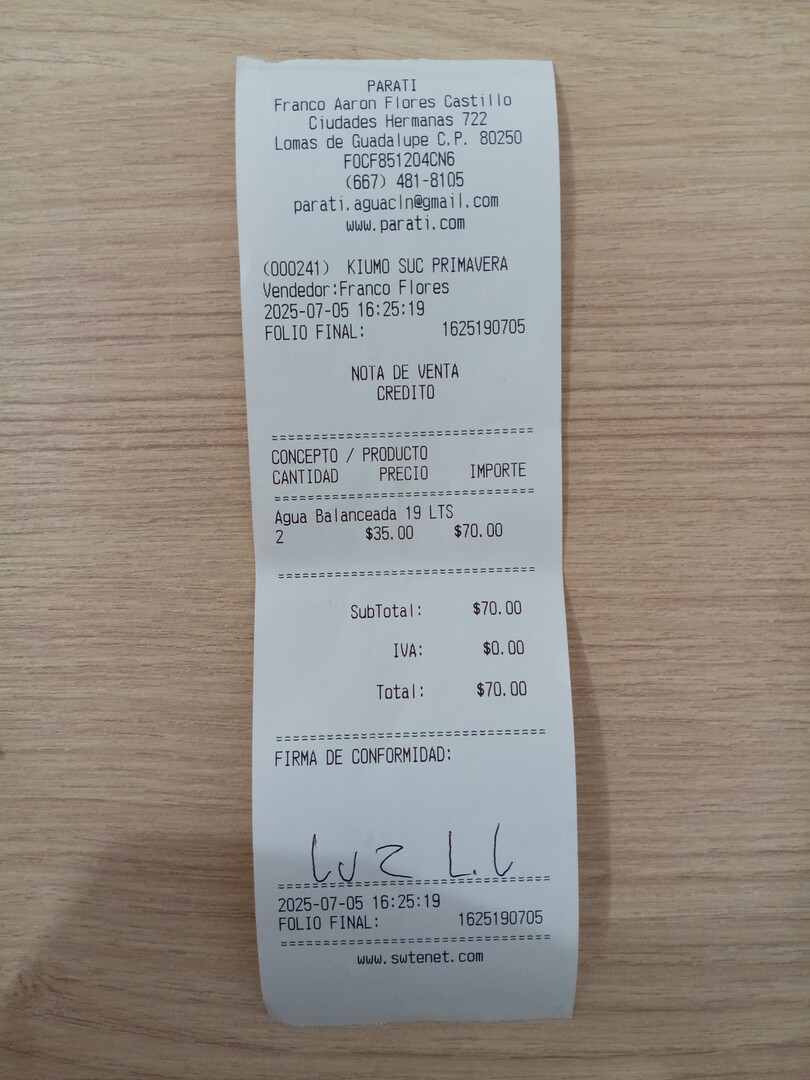 PARATI
Franco Aaron Flores Castillo
Ciudades Hermanas 722
Lomas de Guadalupe C.P. 80250
FOCF851204CN6
(667) 481-8105
parati.aguacln@gmail.com
www.parati.com
(000241) KIUMO SUC PRIMAVERA
Vendedor:Franco Flores
2025-07-05 16:25:19
FOLIO FINAL: 1625190705
NOTA DE VENTA
CREDITO
==================================
CONCEPTO / PRODUCTO
CANTIDAD PRECIO IMPORTE
==================================
Agua Balanceada 19 LTS
2 $35.00 $70.00
==================================
SubTotal: $70.00
IVA: $0.00
Total: $70.00
==================================
FIRMA DE CONFORMIDAD:
Luz L.L
==================================
2025-07-05 16:25:19
FOLIO FINAL: 1625190705
==================================
www.swtenet.com